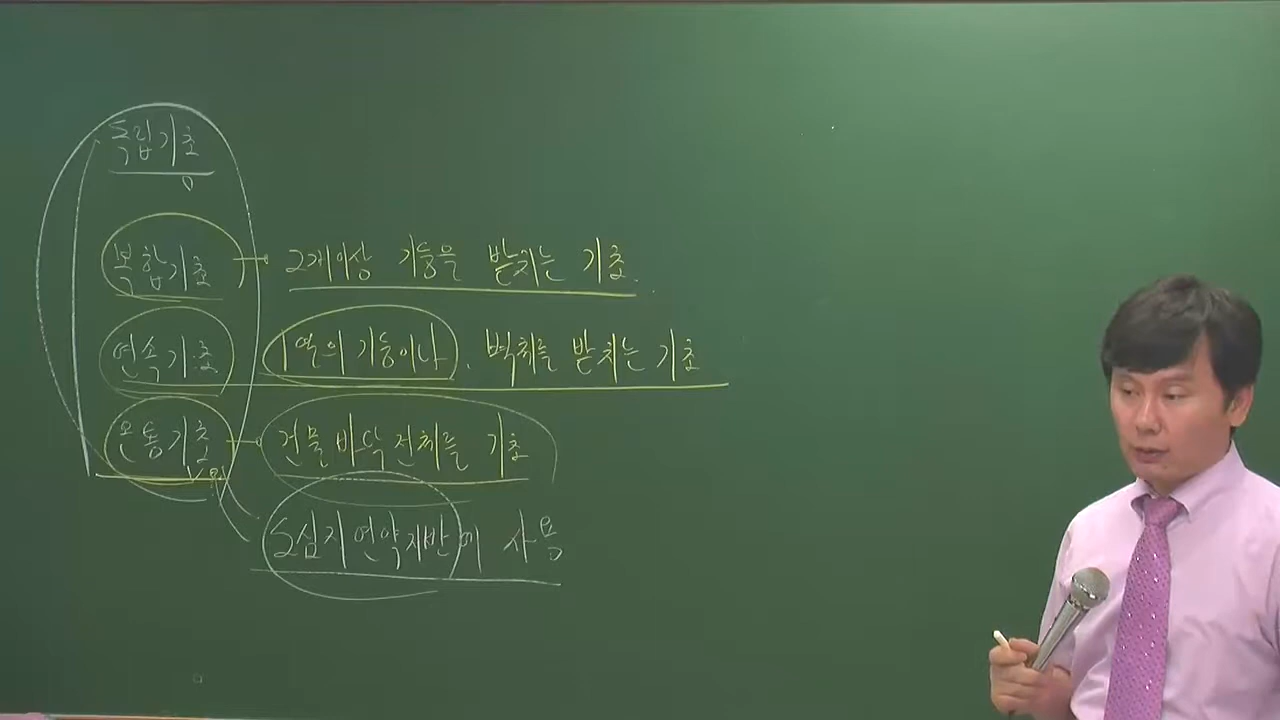 독립기초
복합기초 2개이상 기둥을 받치는 기초.
연속기초 1열의 기둥이나, 벽체를 받치는 기초
온통기초 건물바닥전체를 기초
도심지연약지반에 사용